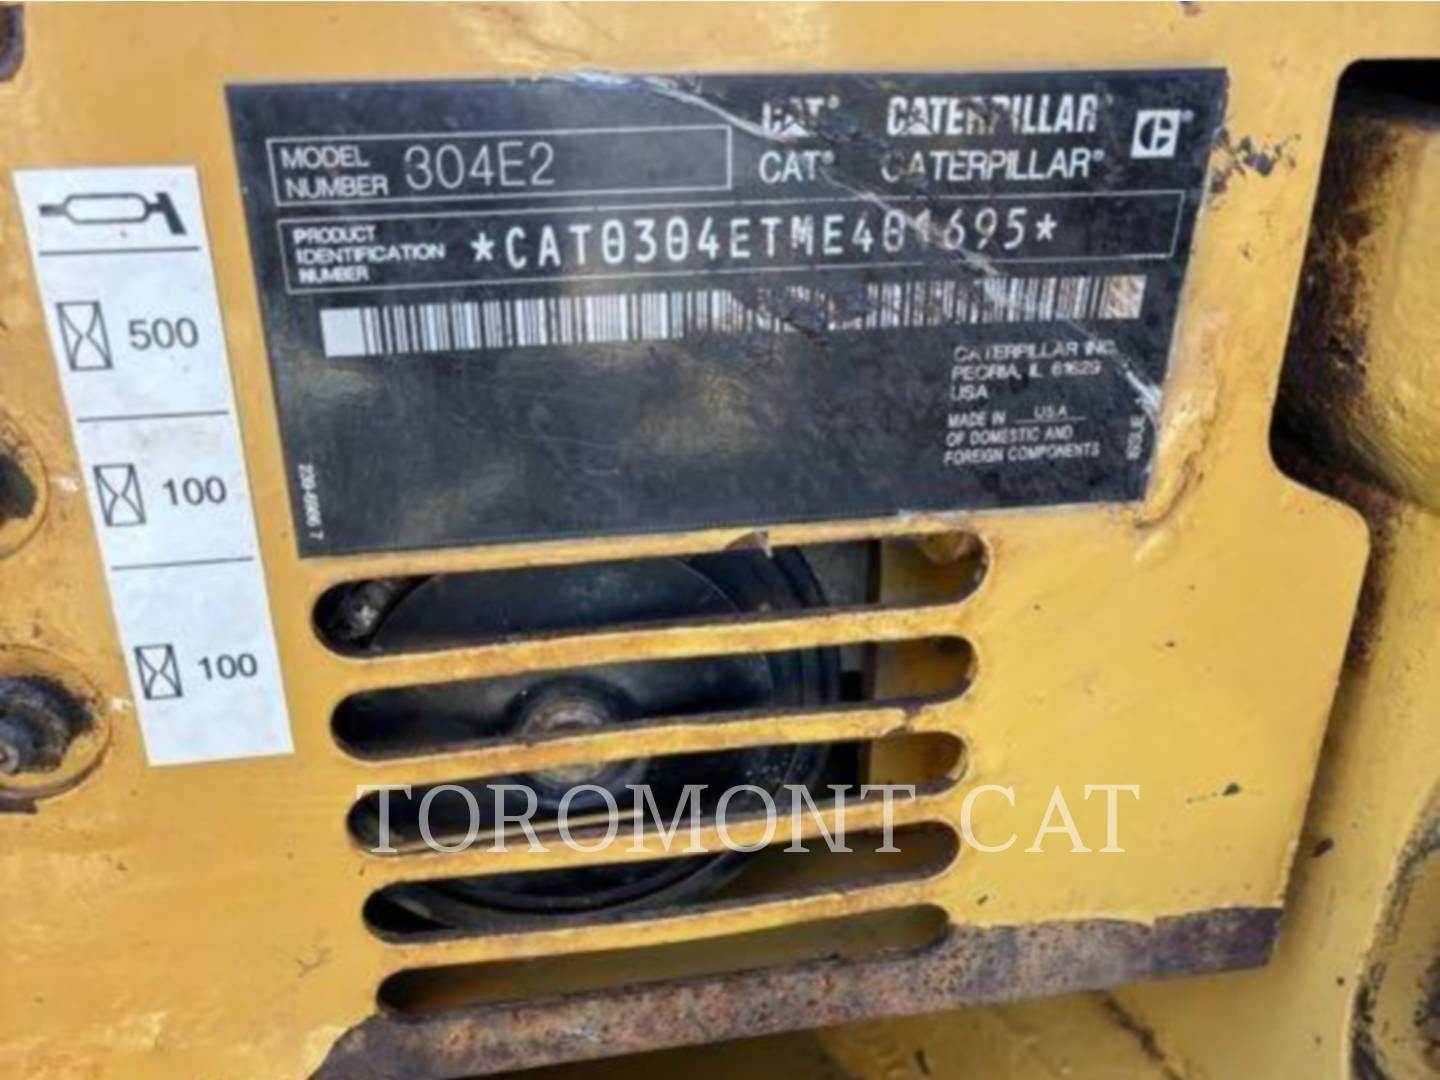 CAT® CATERPILLAR
MODEL NUMBER 304E2
CAT® CATERPILLAR®
PRODUCT
IDENTIFICATION
NUMBER
*CAT0304ETME401695*
500
100
100
CATERPILLAR INC.
PEORIA, IL 61629
USA
MADE IN USA
OF DOMESTIC AND
FOREIGN COMPONENTS
TOROMONT CAT